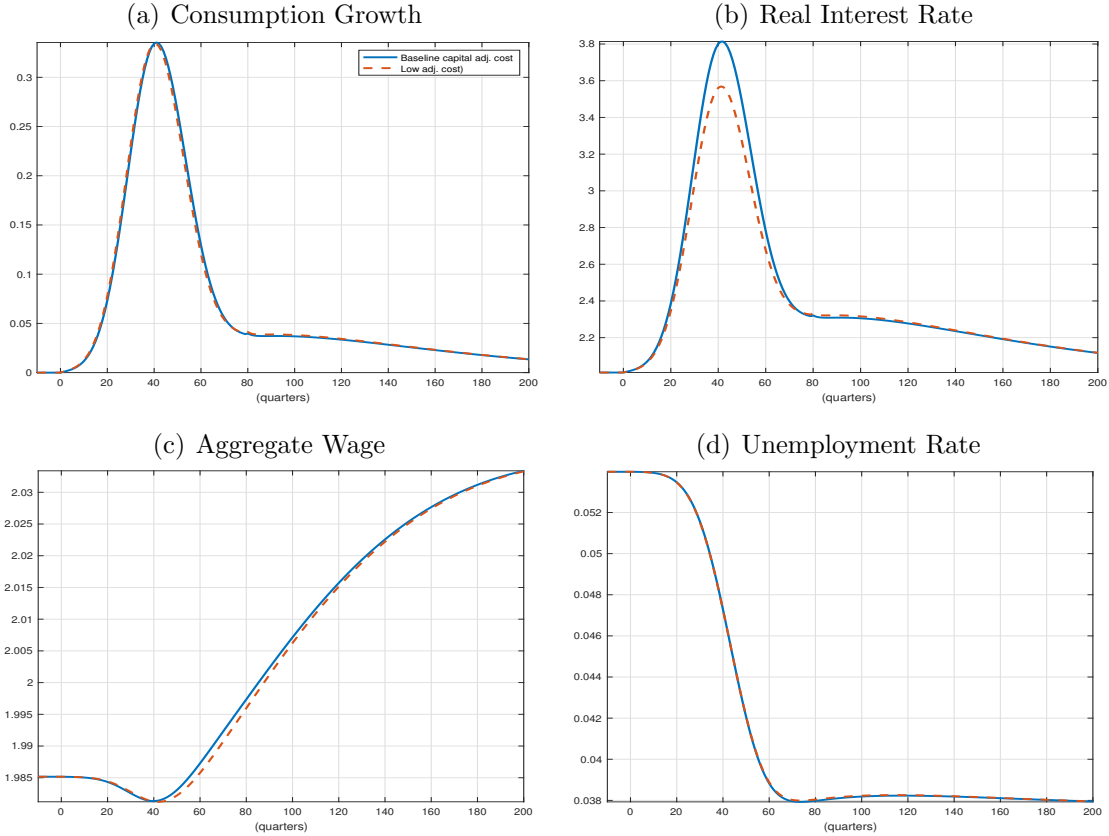 (a) Consumption Growth
0.3
0.25
0.2
0.15
0.1
0.05
0
0 20 40 60 80 100 120 140 160 180 200
(quarters)
Baseline capital adj. cost
Low adj. cost)
(b) Real Interest Rate
3.8
3.6
3.4
3.2
3
2.8
2.6
2.4
2.2
0 20 40 60 80 100 120 140 160 180 200
(quarters)
(c) Aggregate Wage
2.03
2.025
2.02
2.015
2.01
2.005
2
1.995
1.99
1.985
0 20 40 60 80 100 120 140 160 180 200
(quarters)
(d) Unemployment Rate
0.052
0.05
0.048
0.046
0.044
0.042
0.04
0.038
0 20 40 60 80 100 120 140 160 180 200
(quarters)